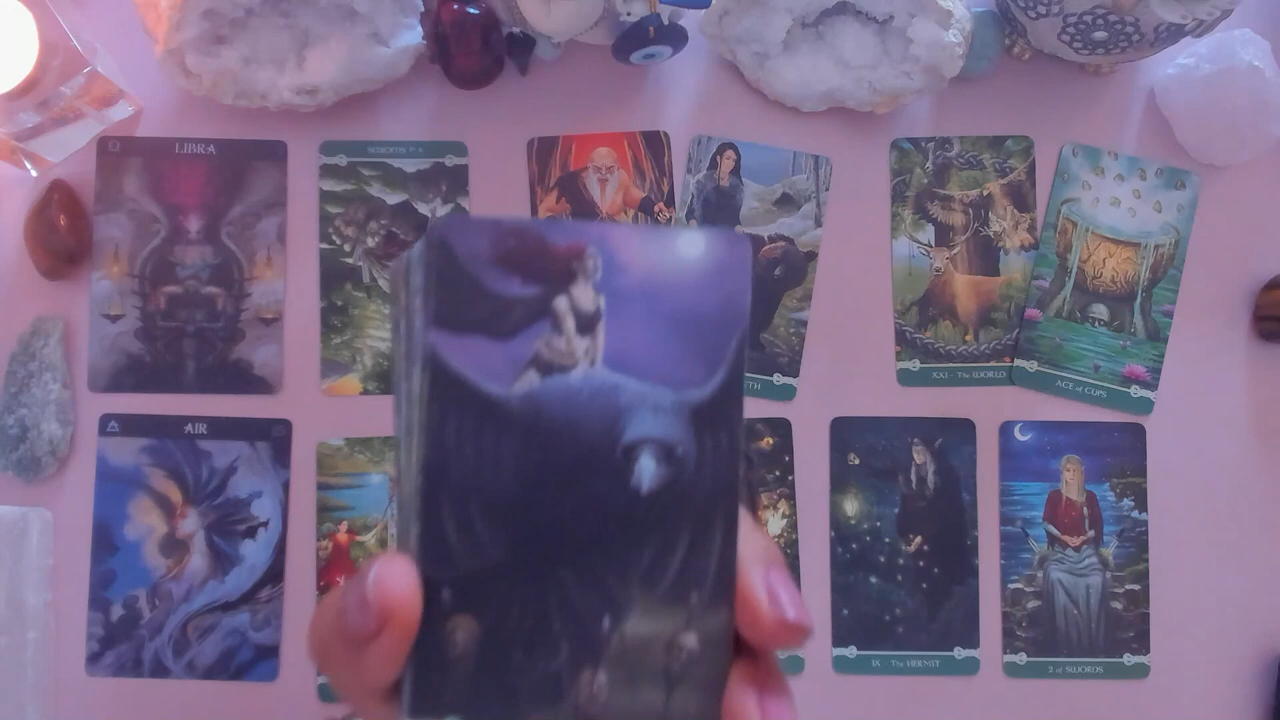 LIBRA
XXI - The WORLD
ACE of CUPS
AIR
IX - The HERMIT
2 of SWORDS